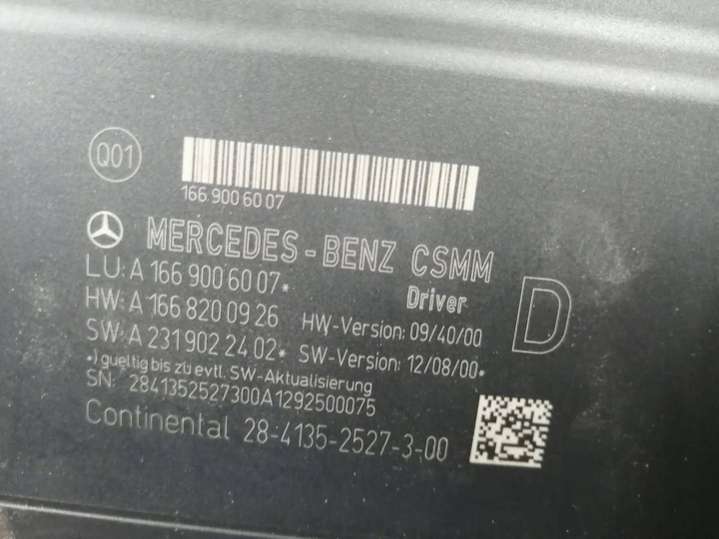 Q01
166 900 60 07
MERCEDES-BENZ CSMM
LU: A 166 900 60 07*
Driver
HW: A 166 820 09 26 HW-Version: 09/40/00
D
SW: A 231 902 24 02* SW-Version: 12/08/00*
*) gueltig bis zu evtl. SW-Aktualisierung
SN: 2841352527300A1292500075
Continental 28-4135-2527-3-00